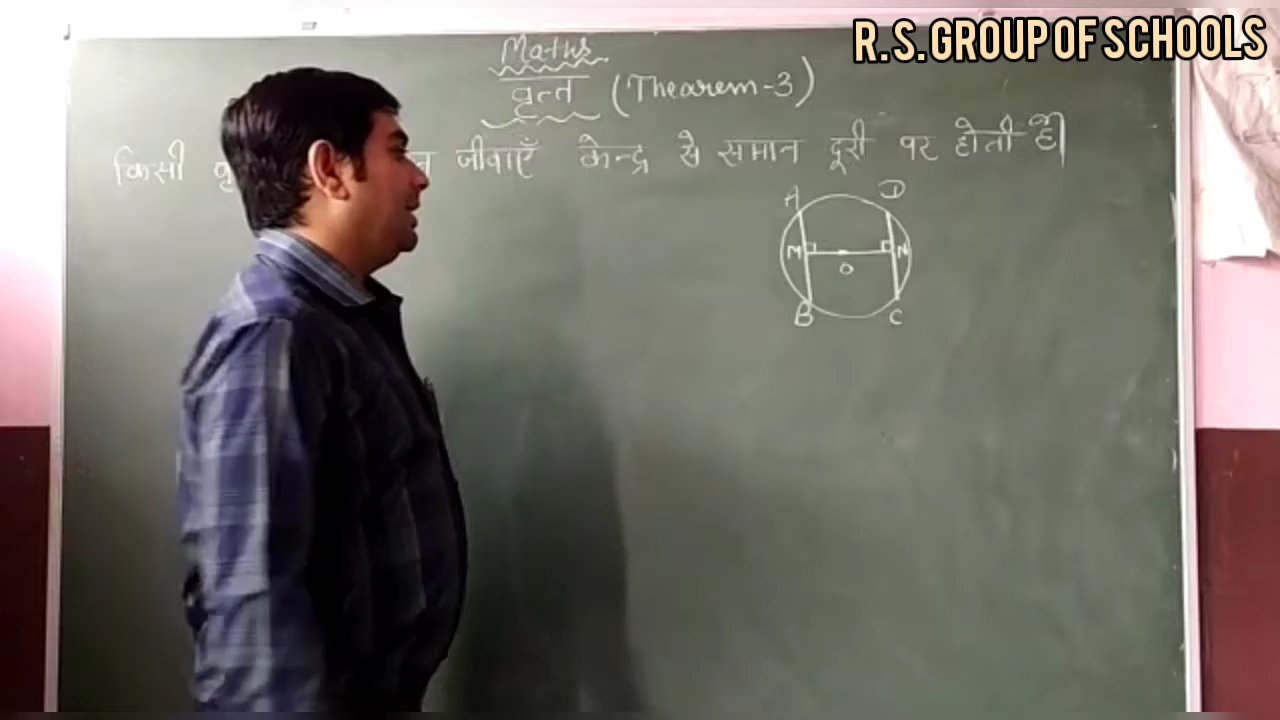 R.S. GROUP OF SCHOOLS
Maths
वृत्त (Thearem-3)
किसी जीवाएँ केन्द्र से समान दूरी पर होती है।
A D
M N
O
B C